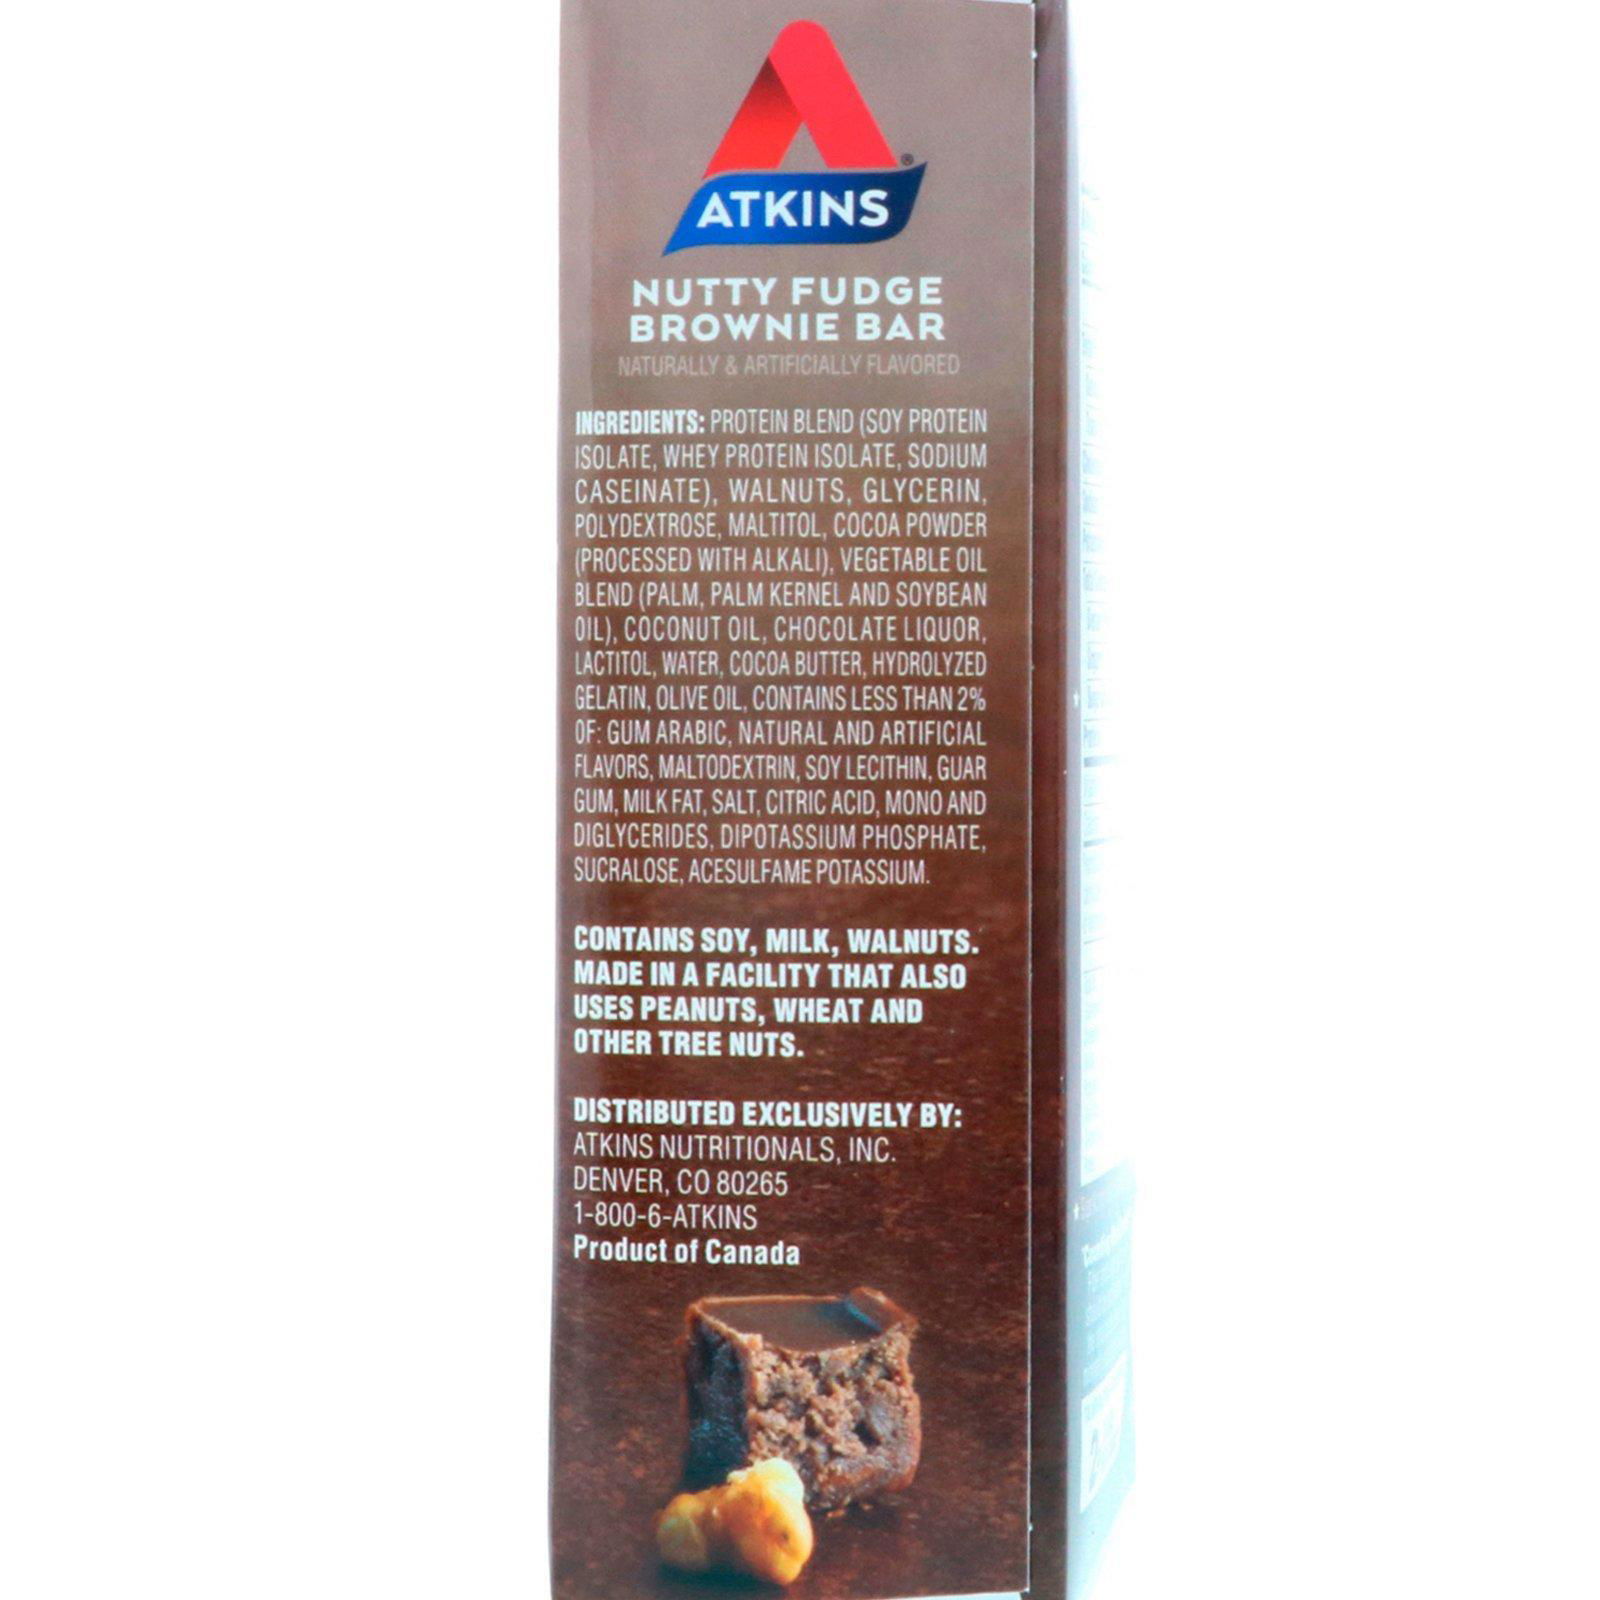 ATKINS®
NUTTY FUDGE
BROWNIE BAR
NATURALLY & ARTIFICIALLY FLAVORED
INGREDIENTS: PROTEIN BLEND (SOY PROTEIN
ISOLATE, WHEY PROTEIN ISOLATE, SODIUM
CASEINATE), WALNUTS, GLYCERIN,
POLYDEXTROSE, MALTITOL, COCOA POWDER
(PROCESSED WITH ALKALI), VEGETABLE OIL
BLEND (PALM, PALM KERNEL AND SOYBEAN
OIL), COCONUT OIL, CHOCOLATE LIQUOR,
LACTITOL, WATER, COCOA BUTTER, HYDROLYZED
GELATIN, OLIVE OIL, CONTAINS LESS THAN 2%
OF: GUM ARABIC, NATURAL AND ARTIFICIAL
FLAVORS, MALTODEXTRIN, SOY LECITHIN, GUAR
GUM, MILK FAT, SALT, CITRIC ACID, MONO AND
DIGLYCERIDES, DIPOTASSIUM PHOSPHATE,
SUCRALOSE, ACESULFAME POTASSIUM.
CONTAINS SOY, MILK, WALNUTS.
MADE IN A FACILITY THAT ALSO
USES PEANUTS, WHEAT AND
OTHER TREE NUTS.
DISTRIBUTED EXCLUSIVELY BY:
ATKINS NUTRITIONALS, INC.
DENVER, CO 80265
1-800-6-ATKINS
Product of Canada